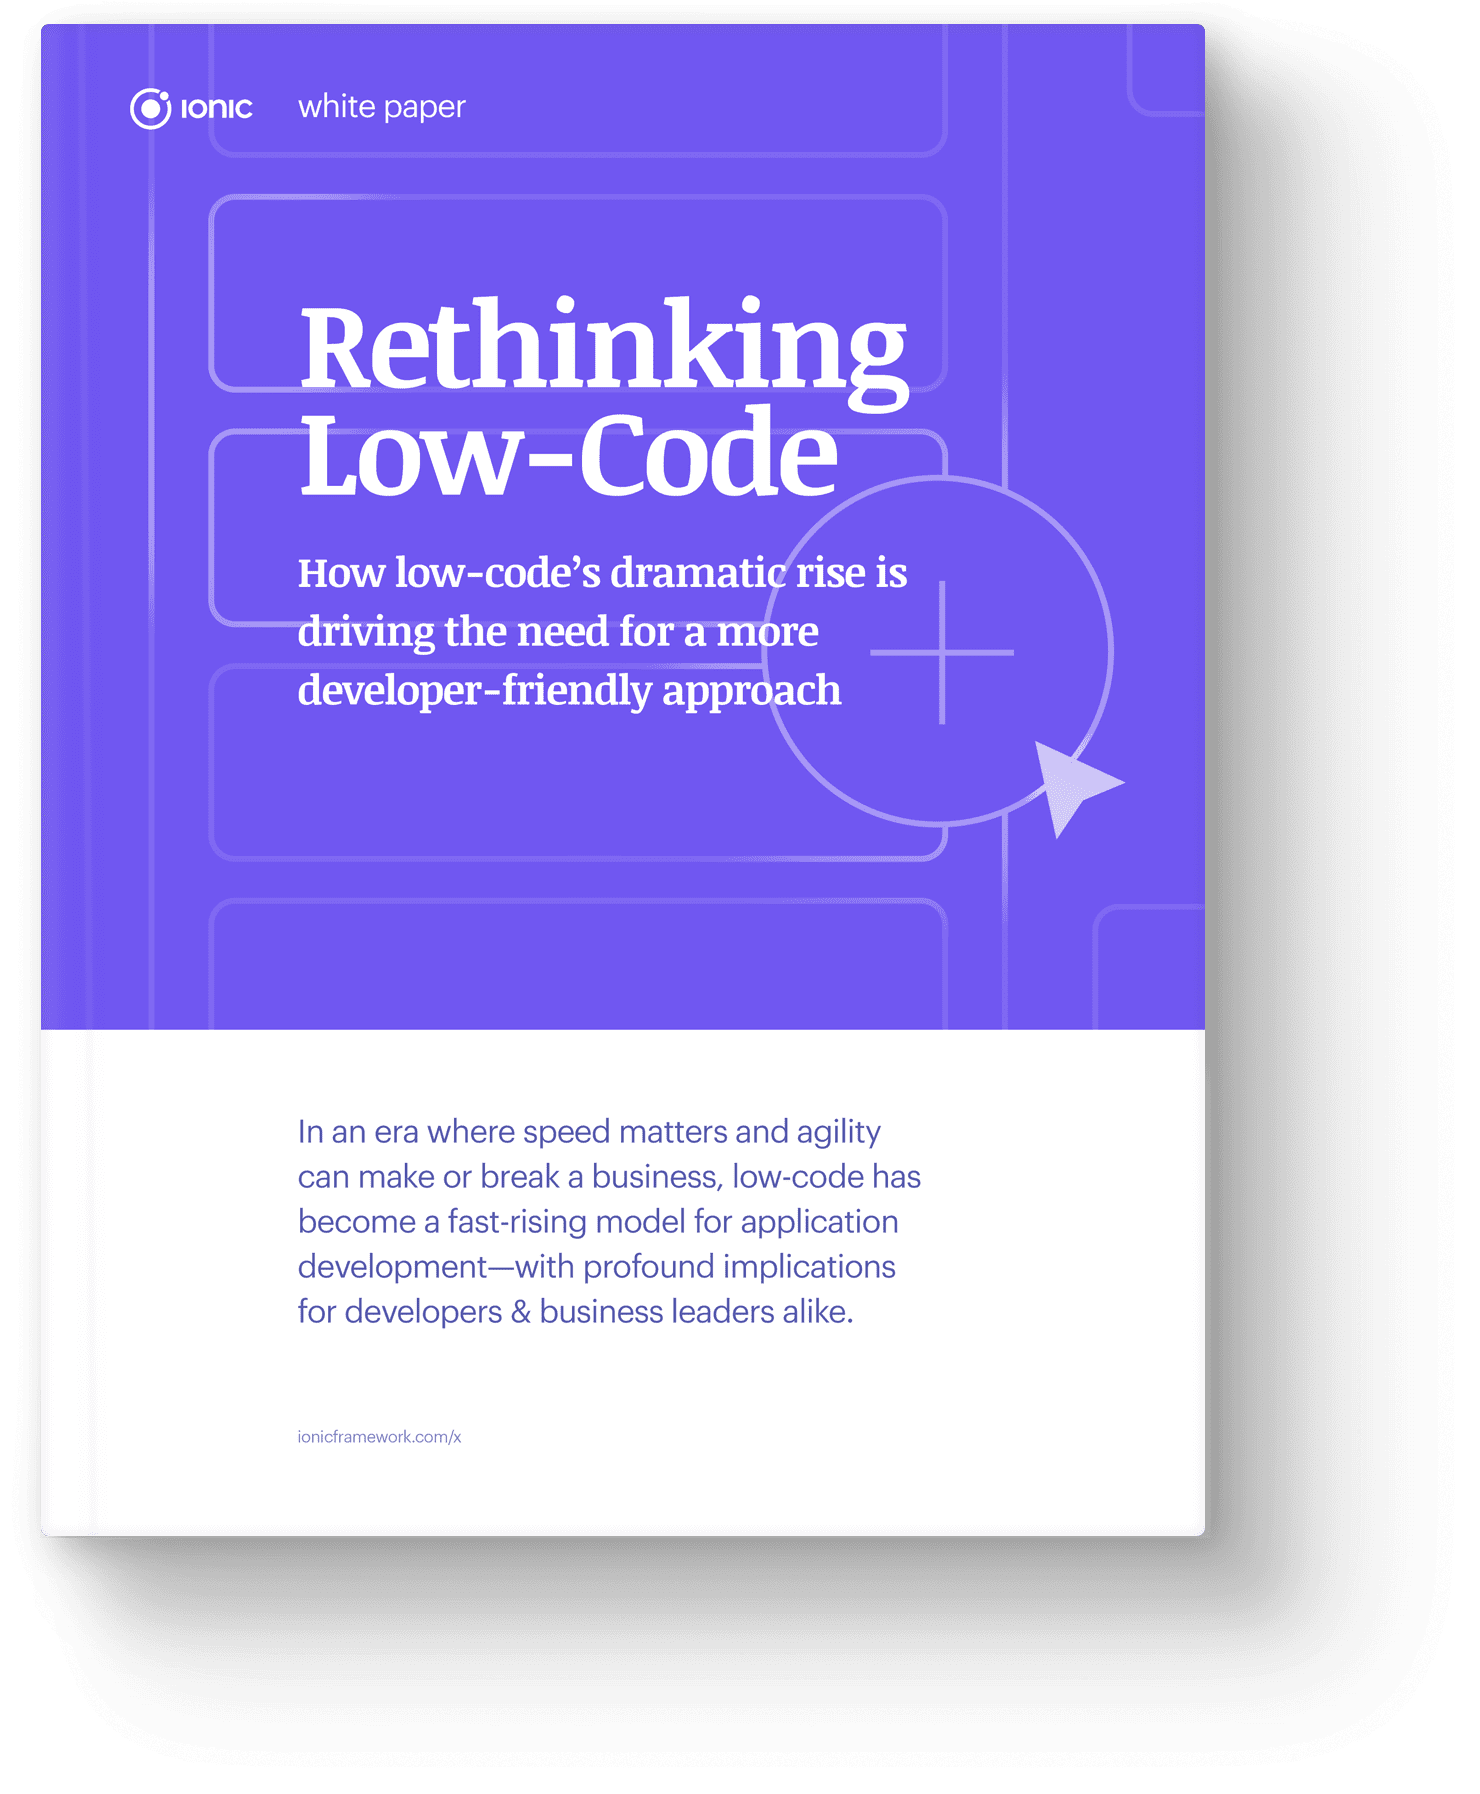 ionic white paper
Rethinking
Low-Code
How low-code’s dramatic rise is
driving the need for a more
developer-friendly approach
In an era where speed matters and agility
can make or break a business, low-code has
become a fast-rising model for application
development—with profound implications
for developers & business leaders alike.
ionicframework.com/x